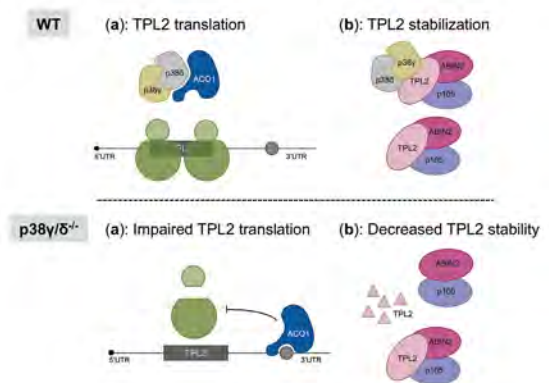 WT
(a): TPL2 translation
(b): TPL2 stabilization
p38γ
p38δ
ACO1
5'UTR
3'UTR
p38δ
p38γ
TPL2
ABIN2
p105
TPL2
ABIN2
p105
p38γ/δ-/-
(a): Impaired TPL2 translation
(b): Decreased TPL2 stability
TPL2
ACO1
5'UTR
3'UTR
ABIN2
p105
TPL2
TPL2
ABIN2
p105